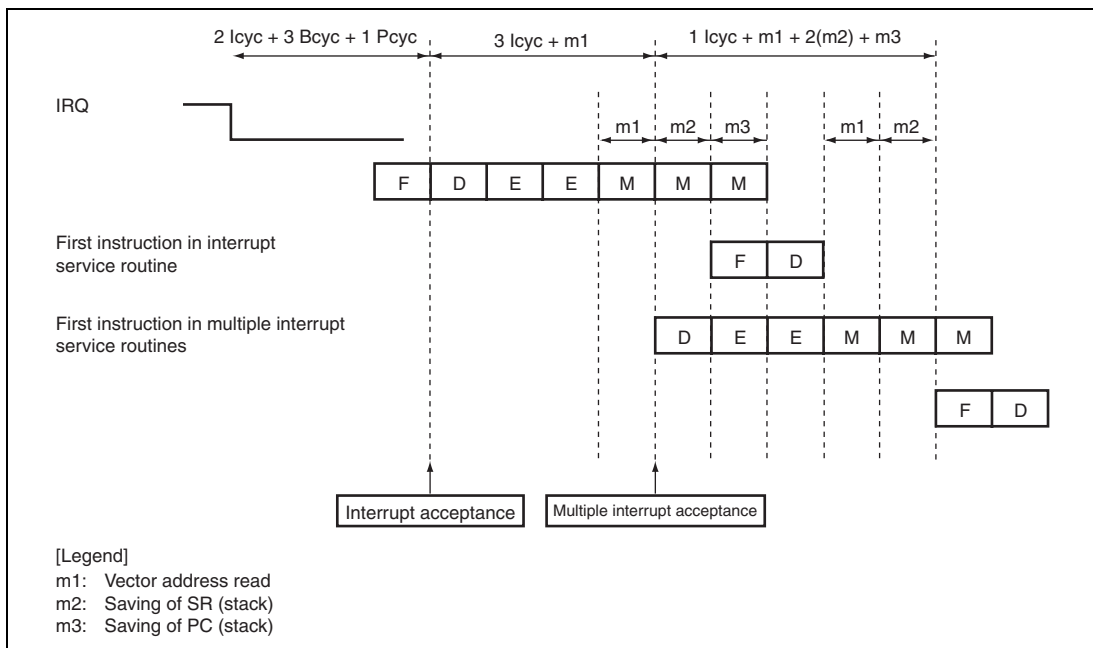 2 Icyc + 3 Bcyc + 1 Pcyc
3 Icyc + m1
1 Icyc + m1 + 2(m2) + m3
IRQ
m1
m2
m3
m1
m2
F D E E M M M
First instruction in interrupt
service routine
F D
First instruction in multiple interrupt
service routines
D E E M M M
F D
Interrupt acceptance
Multiple interrupt acceptance
[Legend]
m1: Vector address read
m2: Saving of SR (stack)
m3: Saving of PC (stack)